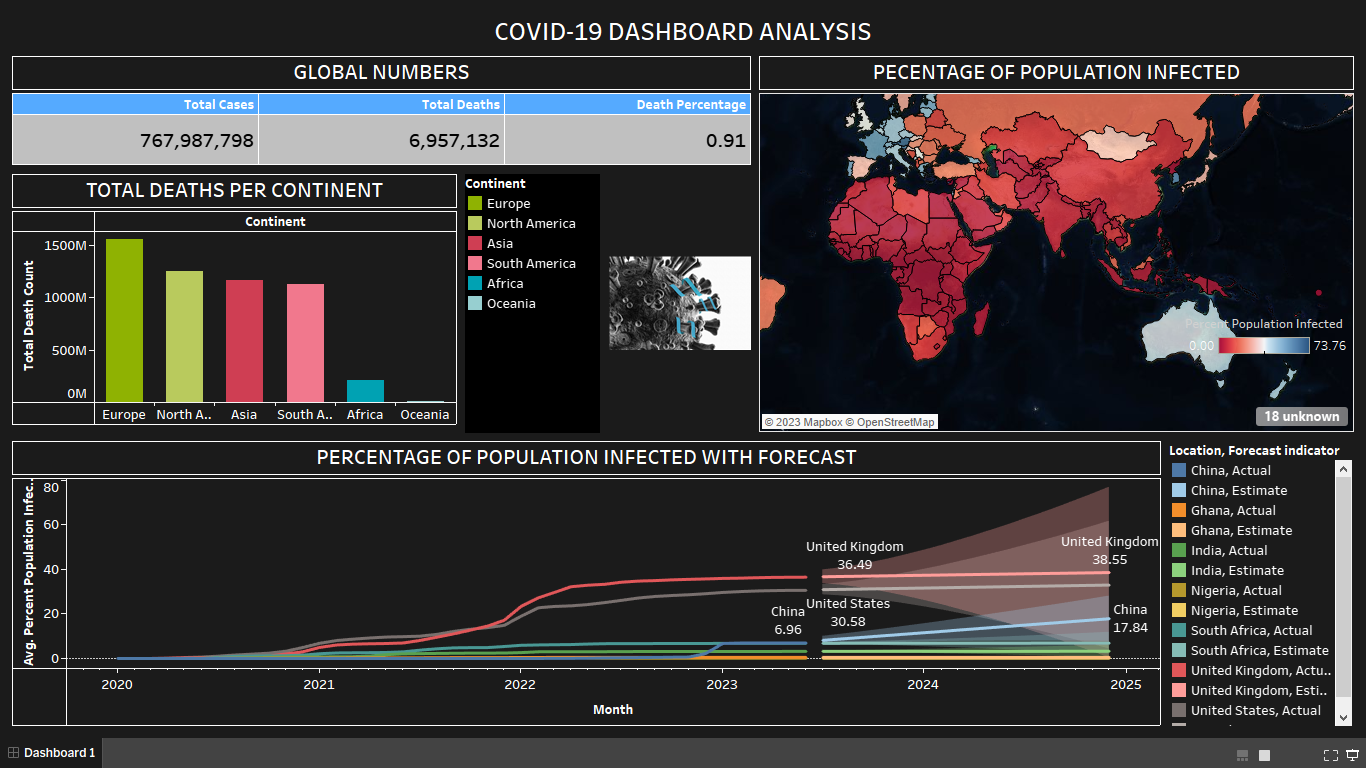 COVID-19 DASHBOARD ANALYSIS
GLOBAL NUMBERS
Total Cases Total Deaths Death Percentage
767,987,798 6,957,132 0.91
PECENTAGE OF POPULATION INFECTED
Percent Population Infected
0.00 73.76
© 2023 Mapbox © OpenStreetMap
18 unknown
TOTAL DEATHS PER CONTINENT
Continent
Total Death Count
1500M
1000M
500M
0M
Europe North A.. Asia South A.. Africa Oceania
Continent
Europe
North America
Asia
South America
Africa
Oceania
PERCENTAGE OF POPULATION INFECTED WITH FORECAST
Avg. Percent Population Infec..
80
60
40
20
0
United Kingdom
36.49
United Kingdom
38.55
China
6.96
United States
30.58
China
17.84
2020 2021 2022 2023 2024 2025
Month
Location, Forecast indicator
China, Actual
China, Estimate
Ghana, Actual
Ghana, Estimate
India, Actual
India, Estimate
Nigeria, Actual
Nigeria, Estimate
South Africa, Actual
South Africa, Estimate
United Kingdom, Actu..
United Kingdom, Esti..
United States, Actual
Dashboard 1